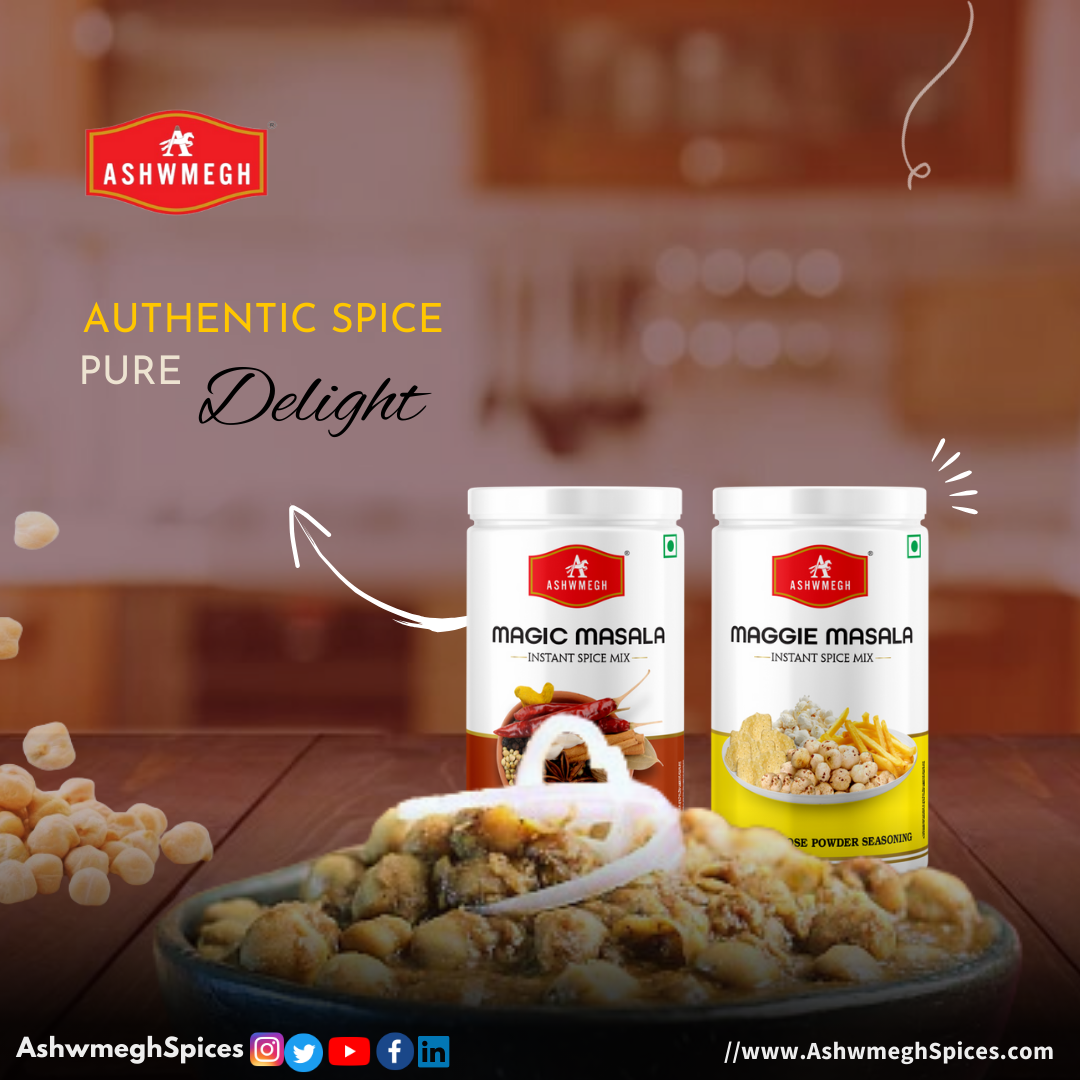 ASHWMEGH
AUTHENTIC SPICE
PURE
Delight
ASHWMEGH
MAGIC MASALA
INSTANT SPICE MIX
ASHWMEGH
MAGGIE MASALA
INSTANT SPICE MIX
POWDER SEASONING
AshwmeghSpices
//www.AshwmeghSpices.com